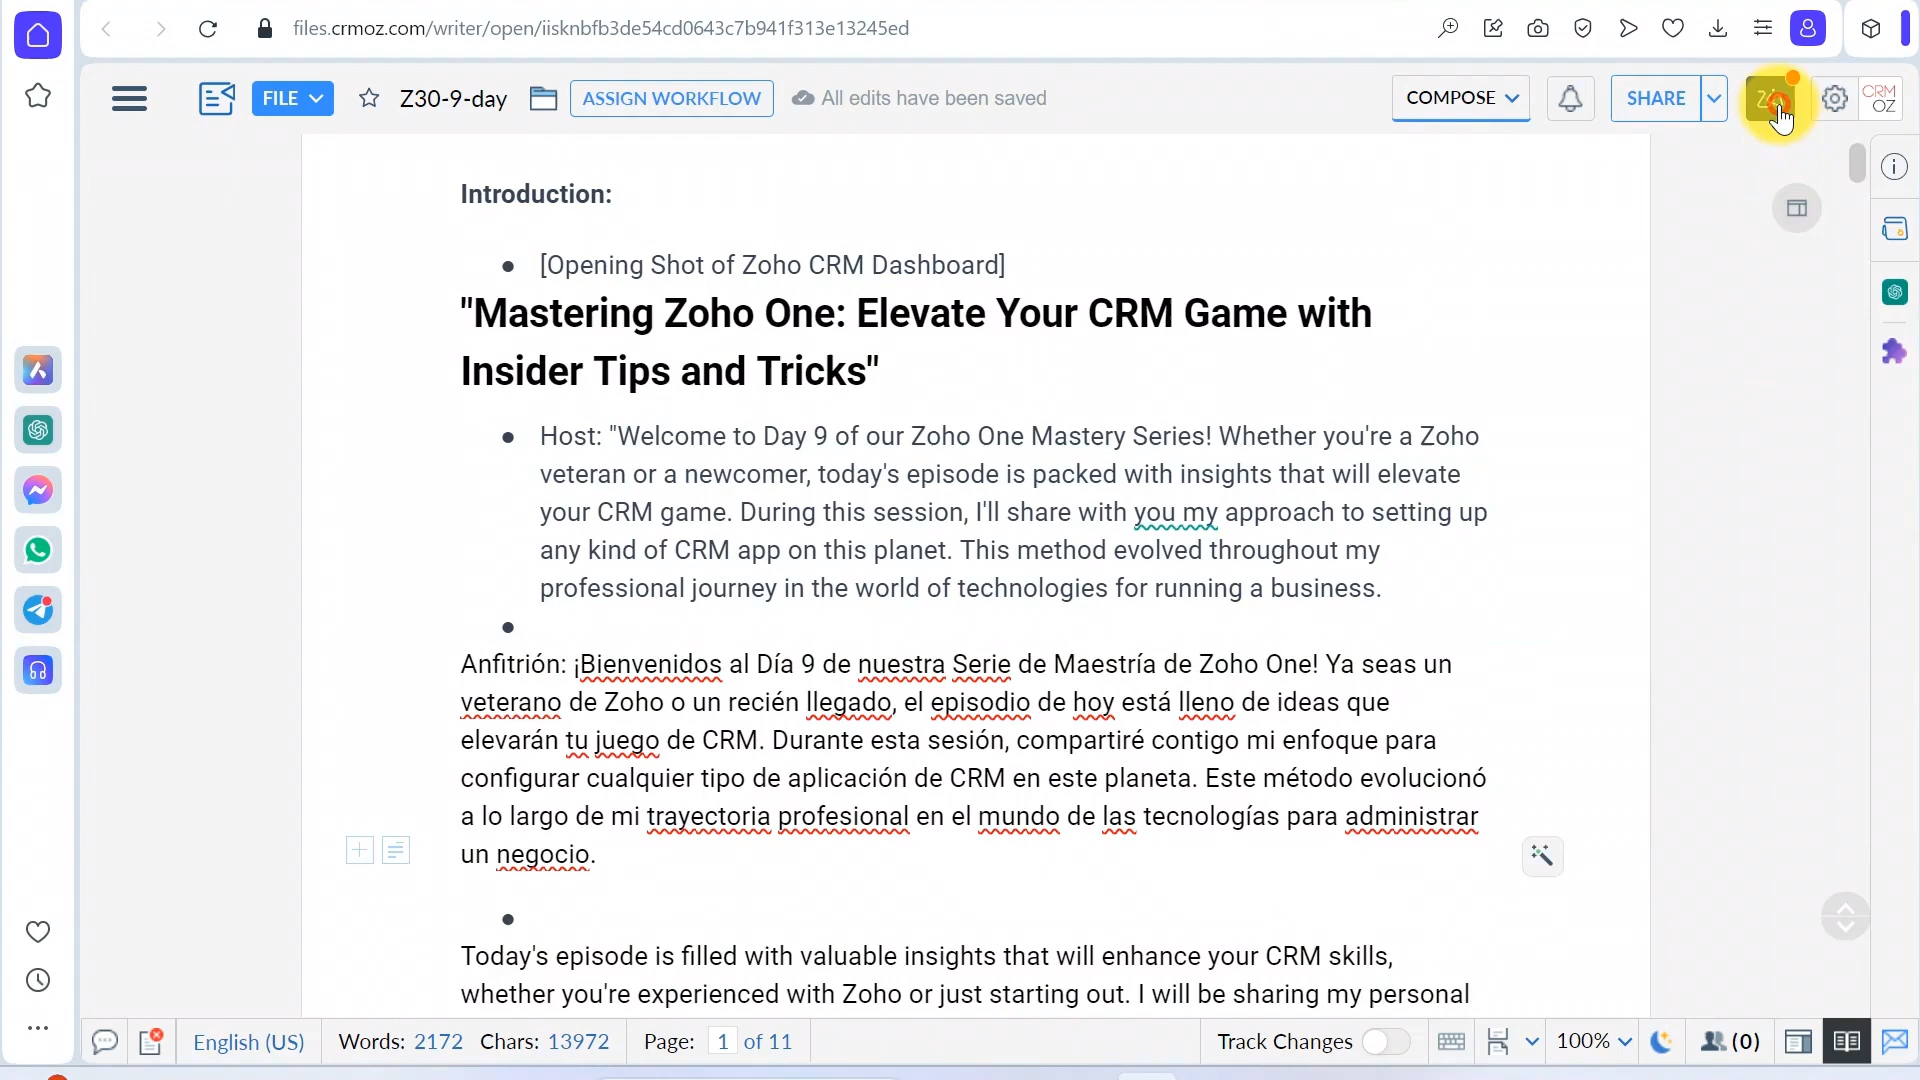 files.crmoz.com/writer/open/iisknbfb3de54cd0643c7b941f313e13245ed
FILE
Z30-9-day
ASSIGN WORKFLOW
All edits have been saved
COMPOSE
SHARE
CRM
OZ
Introduction:
[Opening Shot of Zoho CRM Dashboard]
"Mastering Zoho One: Elevate Your CRM Game with
Insider Tips and Tricks"
Host: "Welcome to Day 9 of our Zoho One Mastery Series! Whether you're a Zoho
veteran or a newcomer, today's episode is packed with insights that will elevate
your CRM game. During this session, I'll share with you my approach to setting up
any kind of CRM app on this planet. This method evolved throughout my
professional journey in the world of technologies for running a business.
Anfitrión: ¡Bienvenidos al Día 9 de nuestra Serie de Maestría de Zoho One! Ya seas un
veterano de Zoho o un recién llegado, el episodio de hoy está lleno de ideas que
elevarán tu juego de CRM. Durante esta sesión, compartiré contigo mi enfoque para
configurar cualquier tipo de aplicación de CRM en este planeta. Este método evolucionó
a lo largo de mi trayectoria profesional en el mundo de las tecnologías para administrar
un negocio.
Today's episode is filled with valuable insights that will enhance your CRM skills,
whether you're experienced with Zoho or just starting out. I will be sharing my personal
English (US)
Words: 2172
Chars: 13972
Page: 1 of 11
Track Changes
100%
(0)